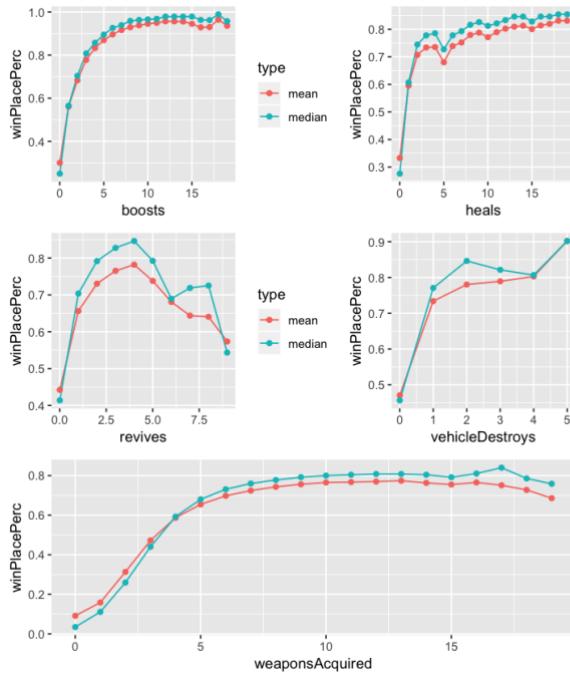 1.0
0.8
0.6
0.4
winPlacePerc
0 5 10 15
boosts
type
mean
median
0.8
0.7
0.6
0.5
0.4
0.3
winPlacePerc
0 5 10 15
heals
0.8
0.7
0.6
0.5
0.4
winPlacePerc
0.0 2.5 5.0 7.5
revives
type
mean
median
0.9
0.8
0.7
0.6
0.5
winPlacePerc
0 1 2 3 4 5
vehicleDestroys
0.8
0.6
0.4
0.2
0.0
winPlacePerc
0 5 10 15
weaponsAcquired